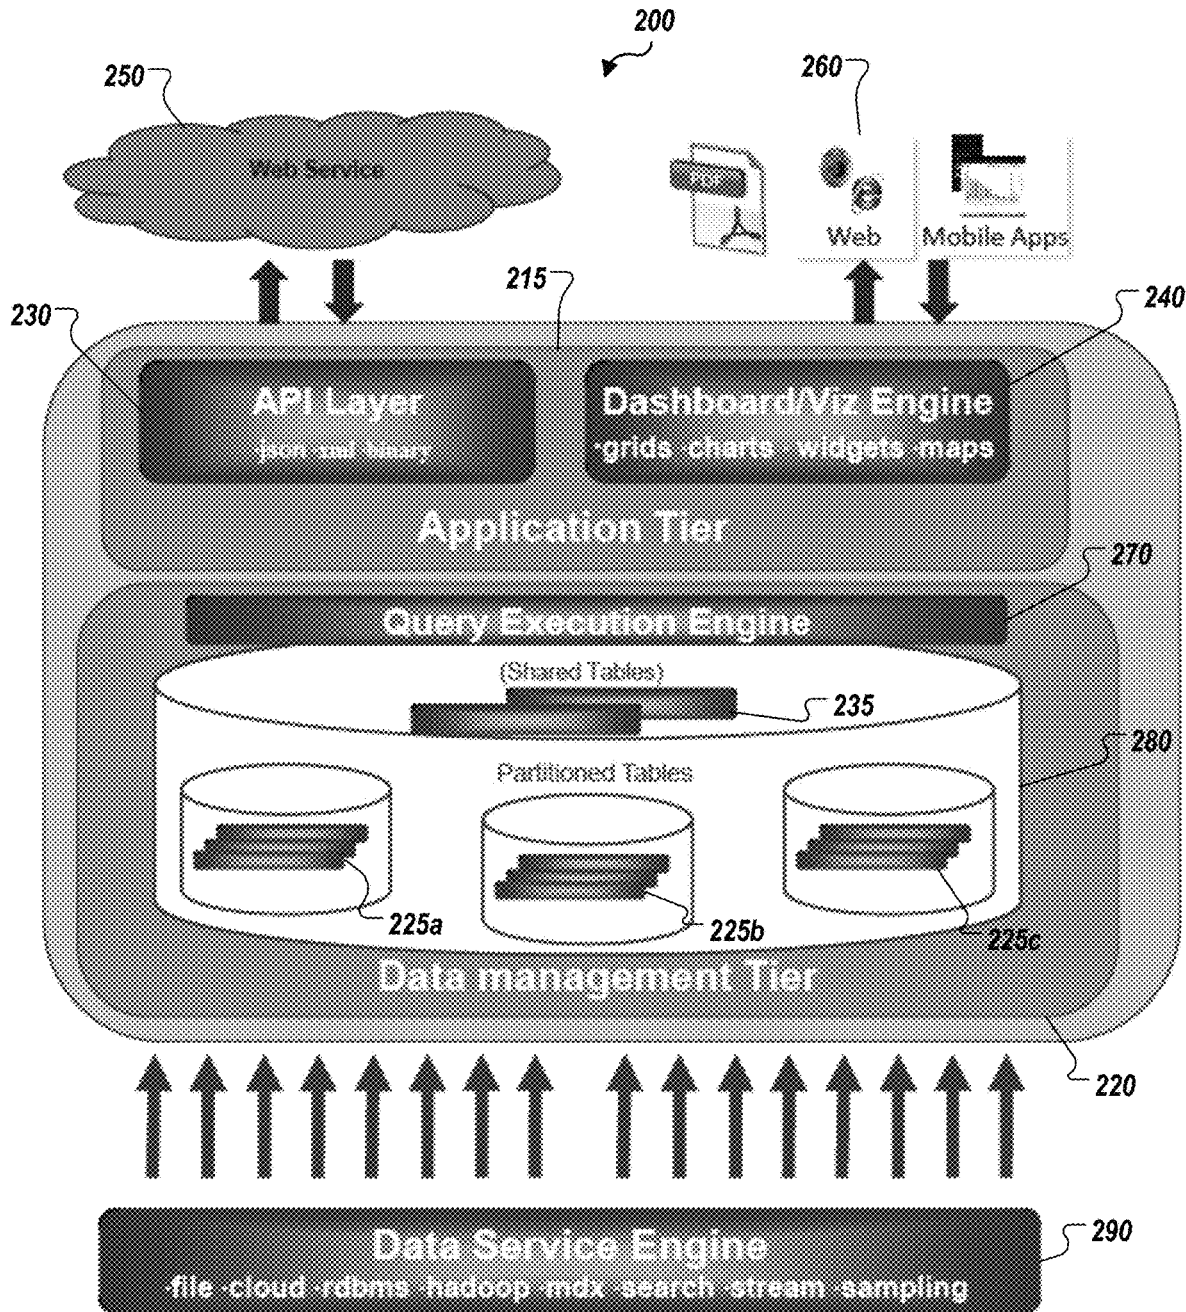 200
250
260
Web Service
PDF
Web
Mobile Apps
215
230
240
API Layer
·json ·xml ·binary
Dashboard/Viz Engine
·grids ·charts ·widgets ·maps
Application Tier
270
Query Execution Engine
(Shared Tables)
235
280
Partitioned Tables
225a
225b
225c
Data management Tier
220
Data Service Engine
290
·file ·cloud ·rdbms ·hadoop ·mdx ·search ·stream ·sampling